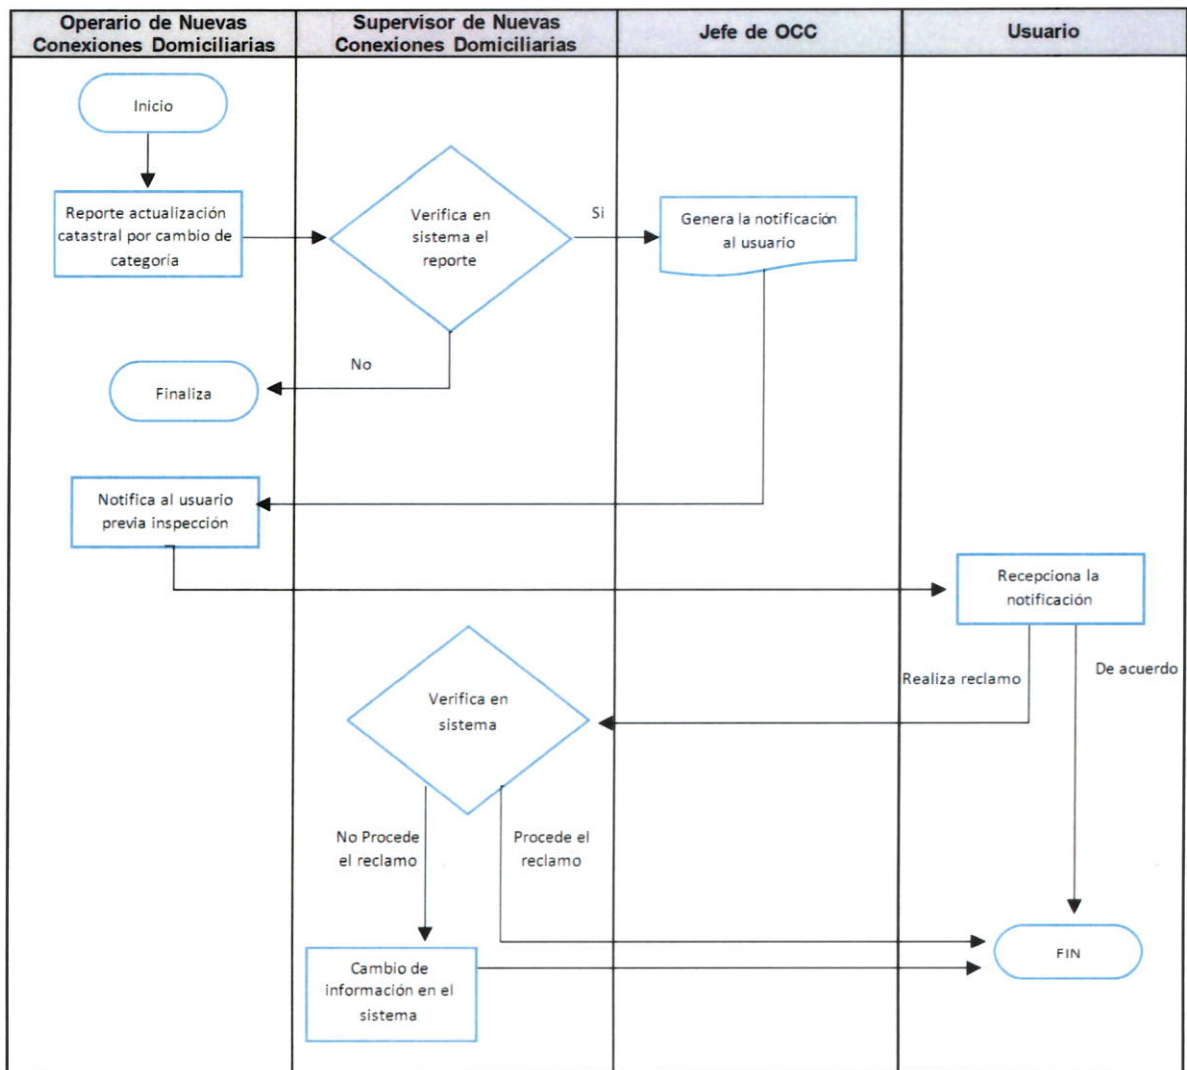 Operario de Nuevas
Conexiones Domiciliarias
Supervisor de Nuevas
Conexiones Domiciliarias
Jefe de OCC
Usuario
Inicio
Reporte actualización
catastral por cambio de
categoría
Verifica en
sistema el
reporte
Si
Genera la notificación
al usuario
No
Finaliza
Notifica al usuario
previa inspección
Recepciona la
notificación
Realiza reclamo
De acuerdo
Verifica en
sistema
No Procede
el reclamo
Procede el
reclamo
Cambio de
información en el
sistema
FIN